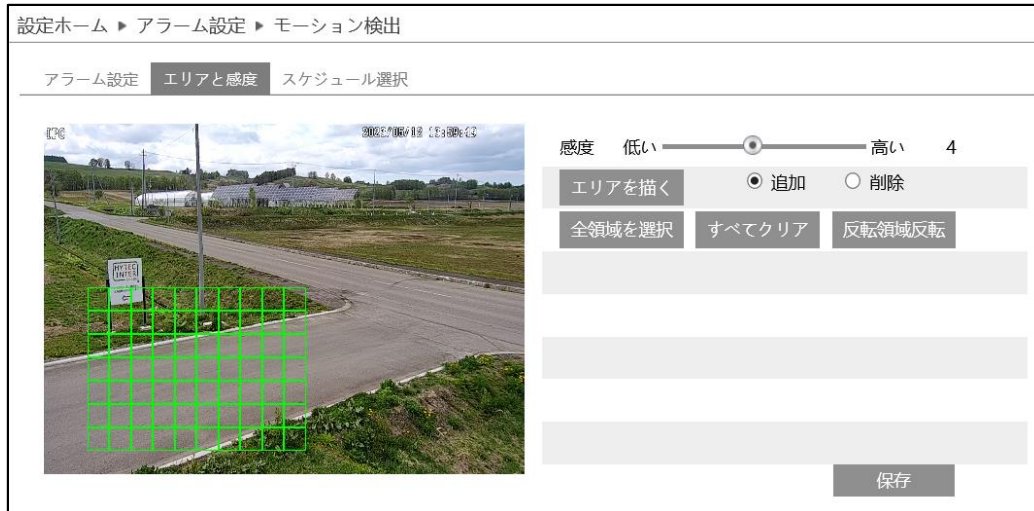 設定ホーム ▶ アラーム設定 ▶ モーション検出
アラーム設定 エリアと感度 スケジュール選択
IPC
感度 低い 高い 4
エリアを描く 追加 削除
全領域を選択 すべてクリア 反転領域反転
HYTEC
INTER
保存